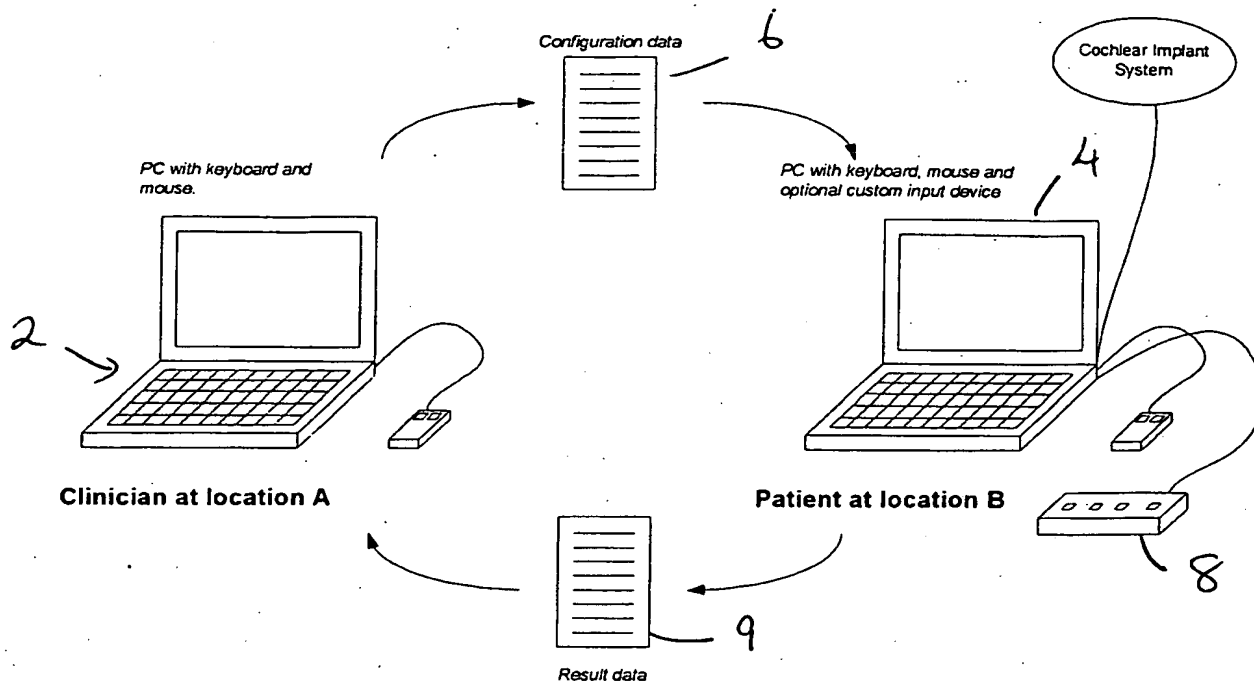 Configuration data
6
Cochlear Implant
System
PC with keyboard and
mouse.
PC with keyboard, mouse and
optional custom input device
4
2
Clinician at location A
Patient at location B
8
9
Result data